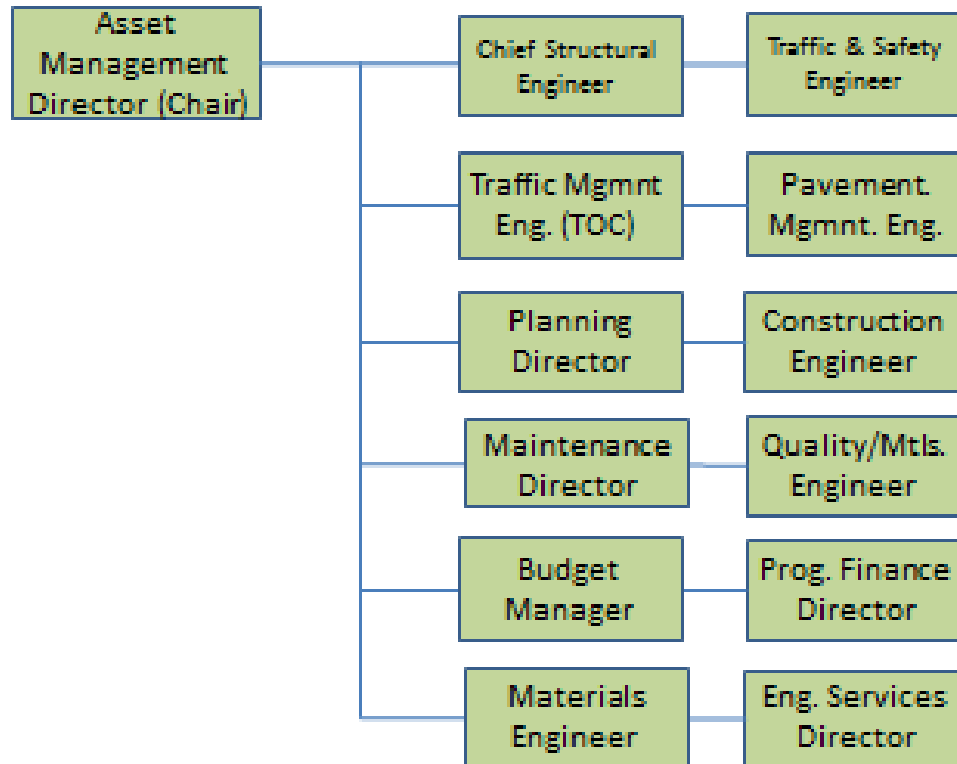 Asset
Management
Director (Chair)
Chief Structural
Engineer
Traffic & Safety
Engineer
Traffic Mgmnt
Eng. (TOC)
Pavement.
Mgmnt. Eng.
Planning
Director
Construction
Engineer
Maintenance
Director
Quality/Mtls.
Engineer
Budget
Manager
Prog. Finance
Director
Materials
Engineer
Eng. Services
Director